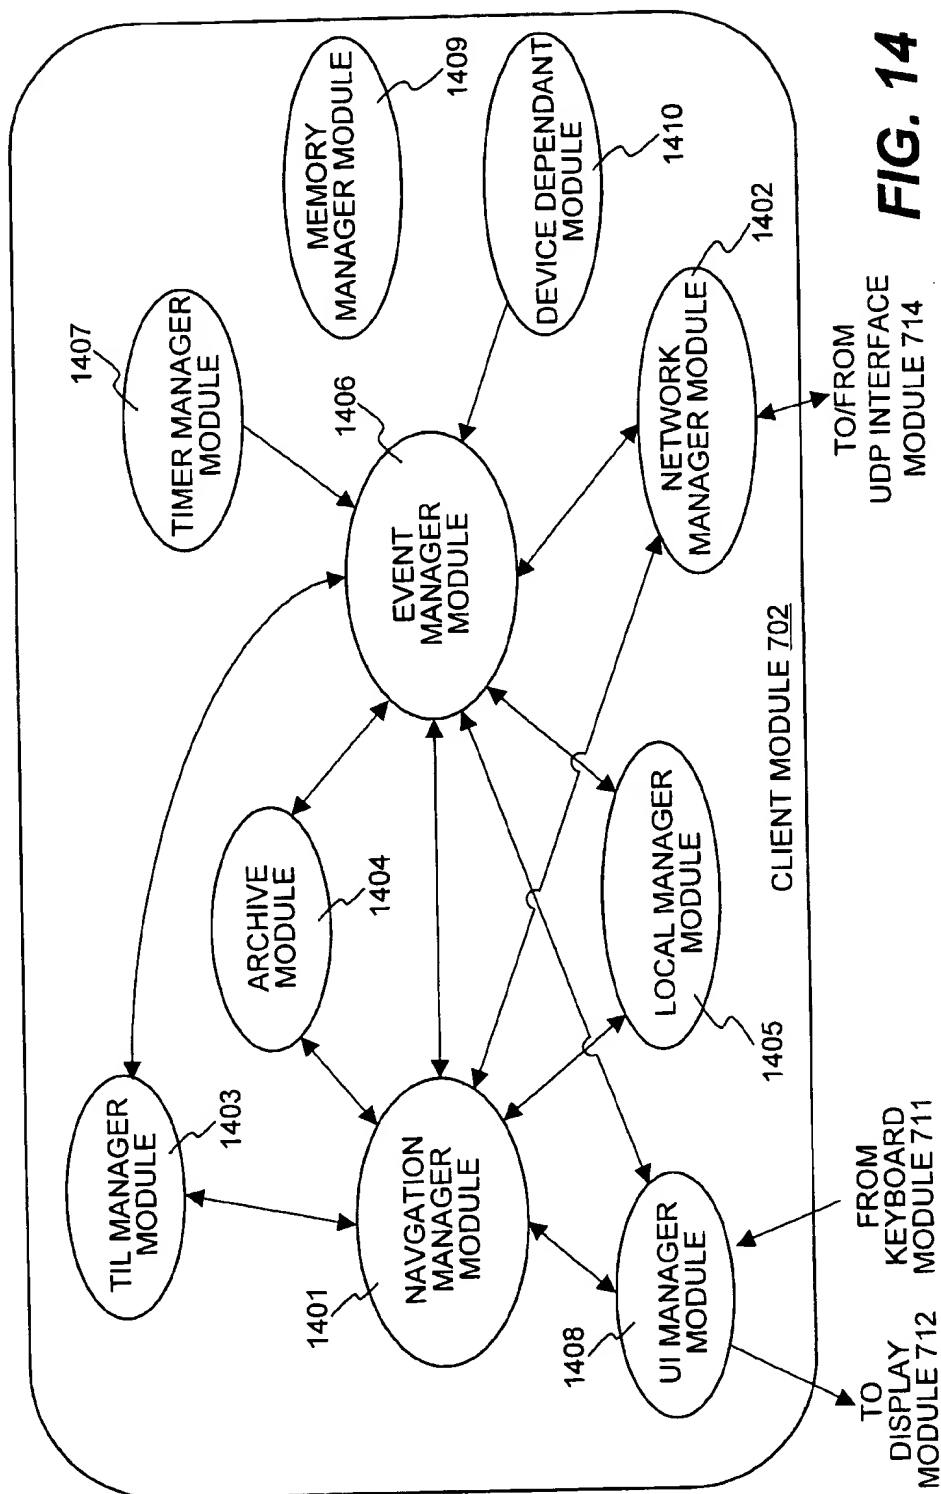 TIL MANAGER
MODULE
1403
TIMER MANAGER
MODULE
1407
MEMORY
MANAGER MODULE
1409
ARCHIVE
MODULE
1404
NAVGATION
MANAGER
MODULE
1401
EVENT
MANAGER
MODULE
1406
DEVICE DEPENDANT
MODULE
1410
UI MANAGER
MODULE
1408
LOCAL MANAGER
MODULE
1405
NETWORK
MANAGER MODULE
1402
CLIENT MODULE 702
TO
DISPLAY
MODULE 712
FROM
KEYBOARD
MODULE 711
TO/FROM
UDP INTERFACE
MODULE 714
FIG. 14